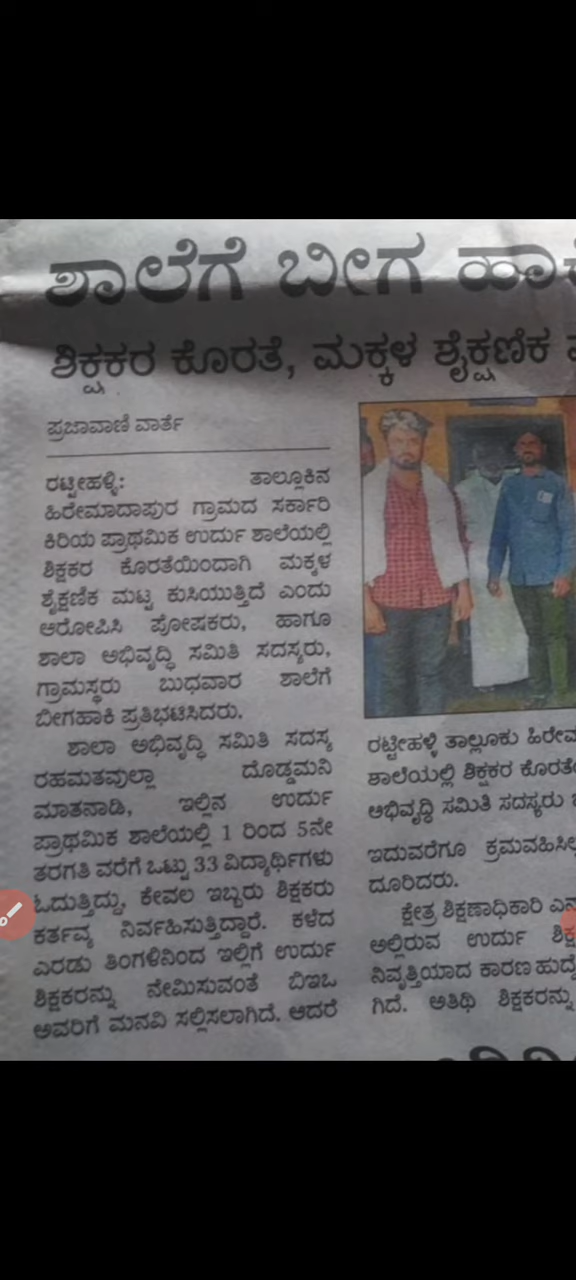 ಶಾಲೆಗೆ ಬೀಗ
ಶಿಕ್ಷಕರ ಕೊರತೆ, ಮಕ್ಕಳ ಶೈಕ್ಷಣಿಕ
ಪ್ರಜಾವಾಣಿ ವಾರ್ತೆ
ರಟ್ಟೀಹಳ್ಳಿ: ತಾಲ್ಲೂಕಿನ
ಹಿರೇಮಾದಾಪುರ ಗ್ರಾಮದ ಸರ್ಕಾರಿ
ಕಿರಿಯ ಪ್ರಾಥಮಿಕ ಉರ್ದು ಶಾಲೆಯಲ್ಲಿ
ಶಿಕ್ಷಕರ ಕೊರತೆಯಿಂದಾಗಿ ಮಕ್ಕಳ
ಶೈಕ್ಷಣಿಕ ಮಟ್ಟ ಕುಸಿಯುತ್ತಿದೆ ಎಂದು
ಆರೋಪಿಸಿ ಪೋಷಕರು, ಹಾಗೂ
ಶಾಲಾ ಅಭಿವೃದ್ಧಿ ಸಮಿತಿ ಸದಸ್ಯರು,
ಗ್ರಾಮಸ್ಥರು ಬುಧವಾರ ಶಾಲೆಗೆ
ಬೀಗಹಾಕಿ ಪ್ರತಿಭಟಿಸಿದರು.
ಶಾಲಾ ಅಭಿವೃದ್ಧಿ ಸಮಿತಿ ಸದಸ್ಯ
ರಹಮತವುಲ್ಲಾ ದೊಡ್ಡಮನಿ
ಮಾತನಾಡಿ, ಇಲ್ಲಿನ ಉರ್ದು
ಪ್ರಾಥಮಿಕ ಶಾಲೆಯಲ್ಲಿ 1 ರಿಂದ 5ನೇ
ತರಗತಿ ವರೆಗೆ ಒಟ್ಟು 33 ವಿದ್ಯಾರ್ಥಿಗಳು
ಓದುತ್ತಿದ್ದು, ಕೇವಲ ಇಬ್ಬರು ಶಿಕ್ಷಕರು
ಕರ್ತವ್ಯ ನಿರ್ವಹಿಸುತ್ತಿದ್ದಾರೆ. ಕಳೆದ
ಎರಡು ತಿಂಗಳಿನಿಂದ ಇಲ್ಲಿಗೆ ಉರ್ದು
ಶಿಕ್ಷಕರನ್ನು ನೇಮಿಸುವಂತೆ ಬಿಇಒ
ಅವರಿಗೆ ಮನವಿ ಸಲ್ಲಿಸಲಾಗಿದೆ. ಆದರೆ
ರಟ್ಟೀಹಳ್ಳಿ ತಾಲ್ಲೂಕು
ಶಾಲೆಯಲ್ಲಿ ಶಿಕ್ಷಕರ
ಅಭಿವೃದ್ಧಿ ಸಮಿತಿ ಸದಸ್ಯರು
ಇದುವರೆಗೂ
ದೂರಿದರು.
ಕ್ಷೇತ್ರ ಶಿಕ್ಷಣಾಧಿಕಾರಿ
ಅಲ್ಲಿರುವ ಉರ್ದು
ನಿವೃತ್ತಿಯಾದ ಕಾರಣ
ಗಿದೆ. ಅತಿಥಿ ಶಿಕ್ಷಕರನ್ನು